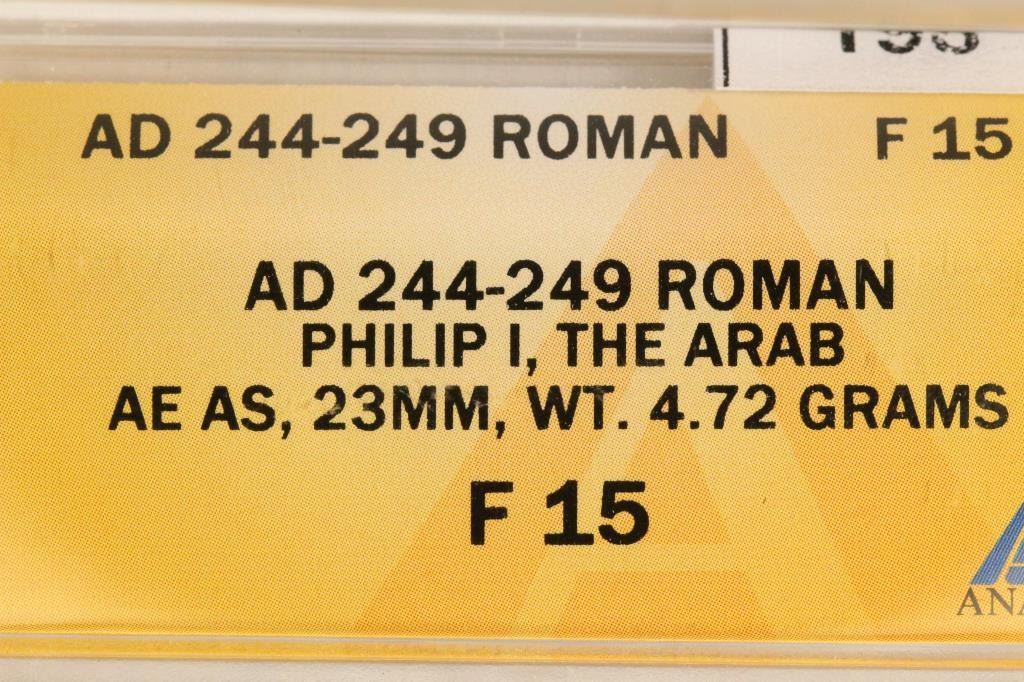 AD 244-249 ROMAN F 15
AD 244-249 ROMAN
PHILIP I, THE ARAB
AE AS, 23MM, WT. 4.72 GRAMS
F 15